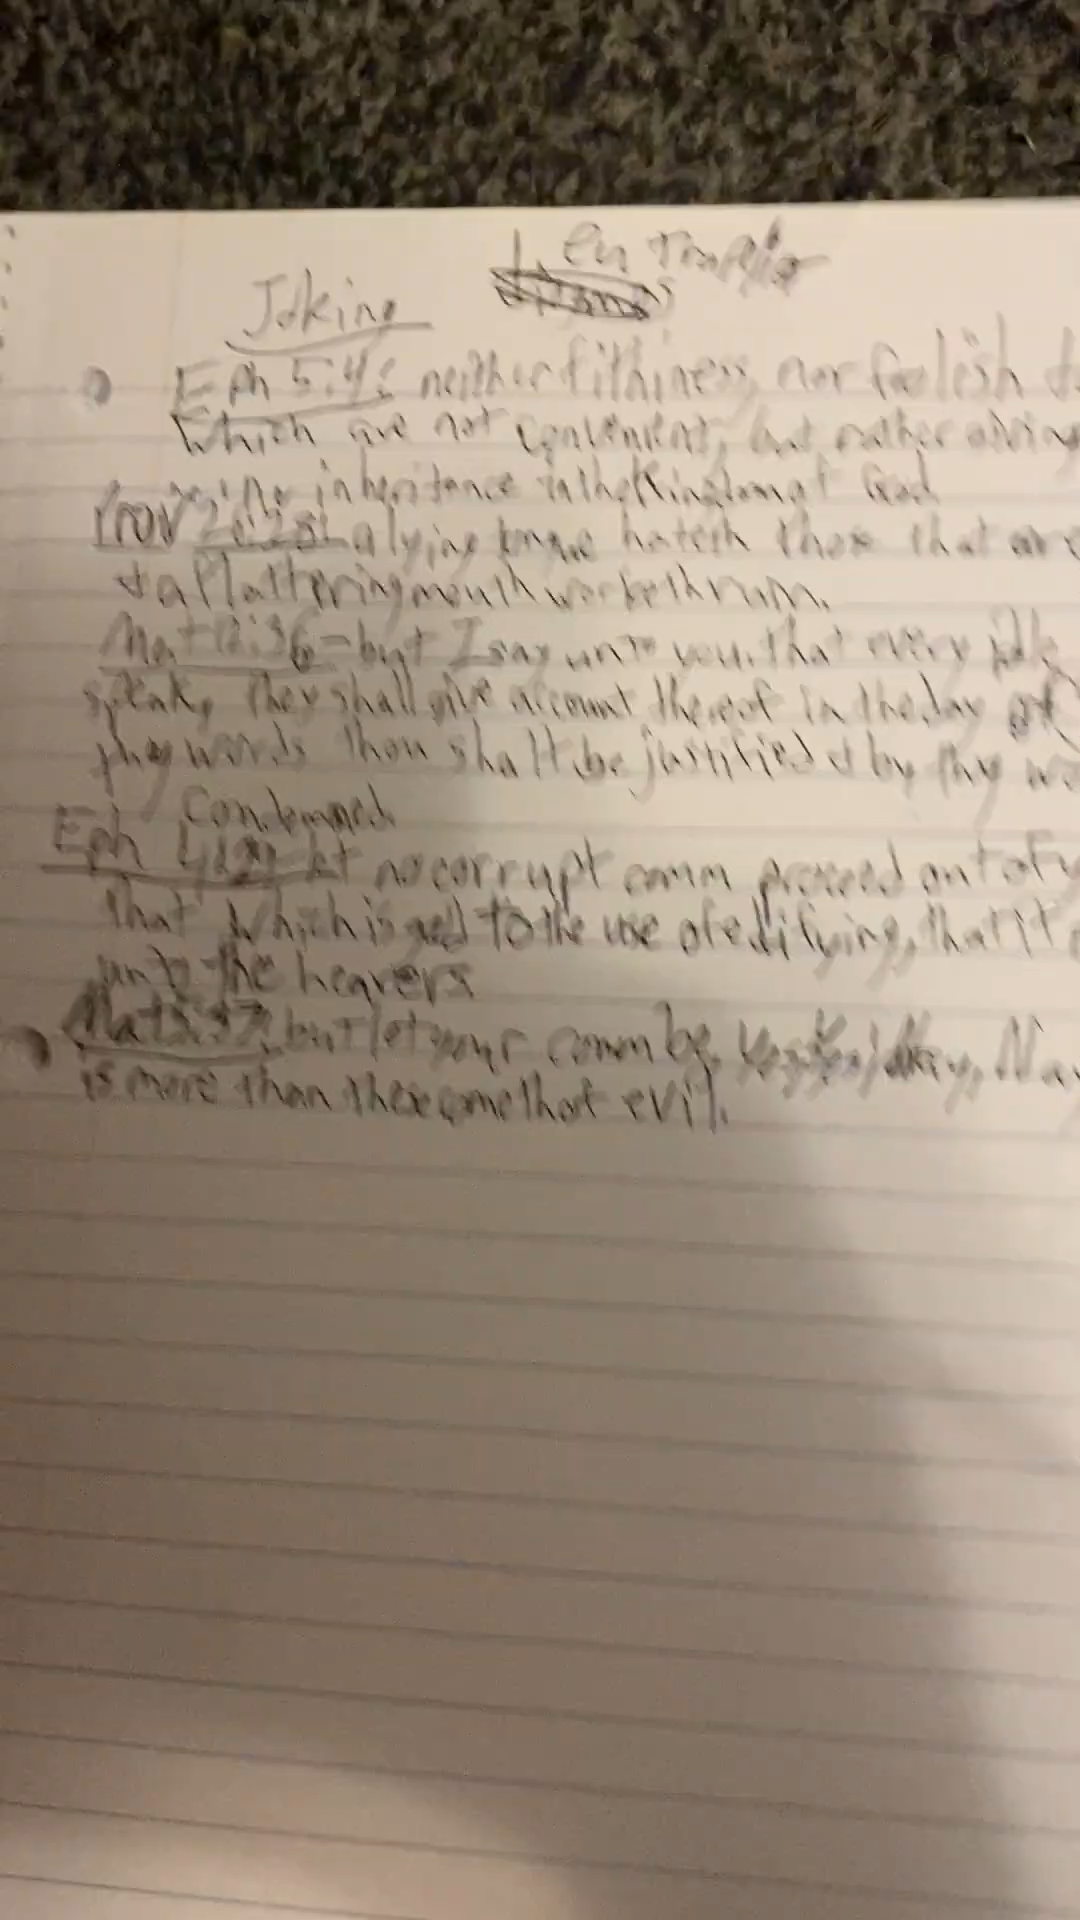 Joking
Eph 5:4: neither filthiness, nor foolish
which are not convenient, but rather giving
inheritance in the Kingdom of God
Prov 26:28 a lying tongue hateth those that are
& a flattering mouth worketh ruin.
Mat 12:36 - but I say unto you, that every idle
speak, they shall give account thereof in the day of
thy words thou shalt be justified & by thy
Condemned
Eph 4:29 let no corrupt comm proceed out of
that which is good to the use of edifying, that it
unto the hearers
Mat 5:37, but let your comm be, Nay,
is more than these come that evil.